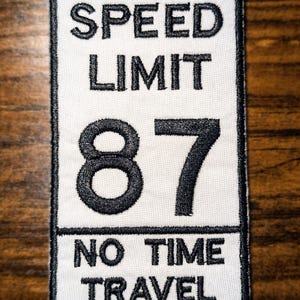 SPEED
LIMIT
87
NO TIME
TRAVEL